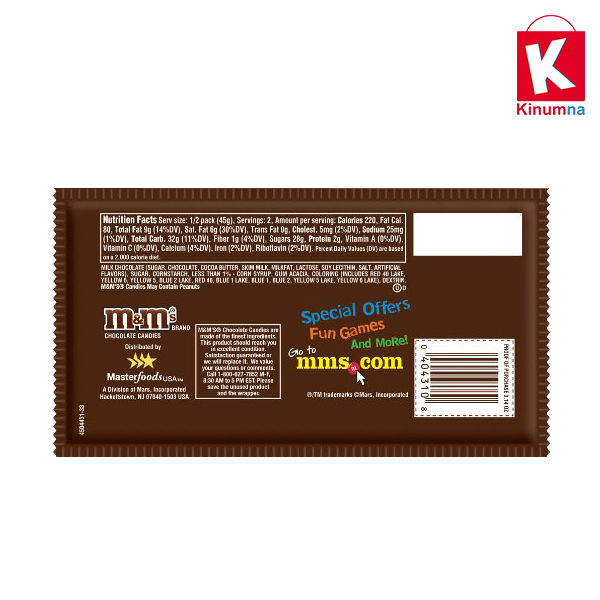 K
Kinumna
Nutrition Facts Serv size: 1/2 pack (45g), Servings: 2, Amount per serving: Calories 220, Fat Cal.
80, Total Fat 9g (14%DV), Sat. Fat 6g (30%DV), Trans Fat 0g, Cholest. 5mg (2%DV), Sodium 25mg
(1%DV), Total Carb. 32g (11%DV), Fiber 1g (4%DV), Sugars 28g, Protein 2g, Vitamin A (0%DV),
Vitamin C (0%DV), Calcium (4%DV), Iron (2%DV), Riboflavin (2%DV). Percent Daily Values (DV) are based
on a 2,000 calorie diet.
MILK CHOCOLATE (SUGAR, CHOCOLATE, COCOA BUTTER, SKIM MILK, MILKFAT, LACTOSE, SOY LECITHIN, SALT, ARTIFICIAL
FLAVORS), SUGAR, CORNSTARCH, LESS THAN 1% - CORN SYRUP, GUM ACACIA, COLORING (INCLUDES RED 40 LAKE,
YELLOW 6, YELLOW 5, BLUE 2 LAKE, RED 40, BLUE 1 LAKE, BLUE 1, BLUE 2, YELLOW 5 LAKE, YELLOW 6 LAKE), DEXTRIN.
M&M'S® Candies May Contain Peanuts
Ⓤ D
m&m's
BRAND
CHOCOLATE CANDIES
Distributed by
MasterfoodsUSA™
A Division of Mars, Incorporated
Hackettstown, NJ 07840-1503 USA
M&M'S® Chocolate Candies are
made of the finest ingredients.
This product should reach you
in excellent condition.
Satisfaction guaranteed or
we will replace it. We value
your questions or comments.
Call 1-800-627-7852 M-F,
8:30 AM to 5 PM EST. Please
save the unused product
and the wrapper.
Special Offers
Fun Games
And MoRe!
Go to
mms.com
m
®/TM trademarks ©Mars, Incorporated
0 404310 8
PROOF OF PURCHASE 3.14 OZ
4504431-33